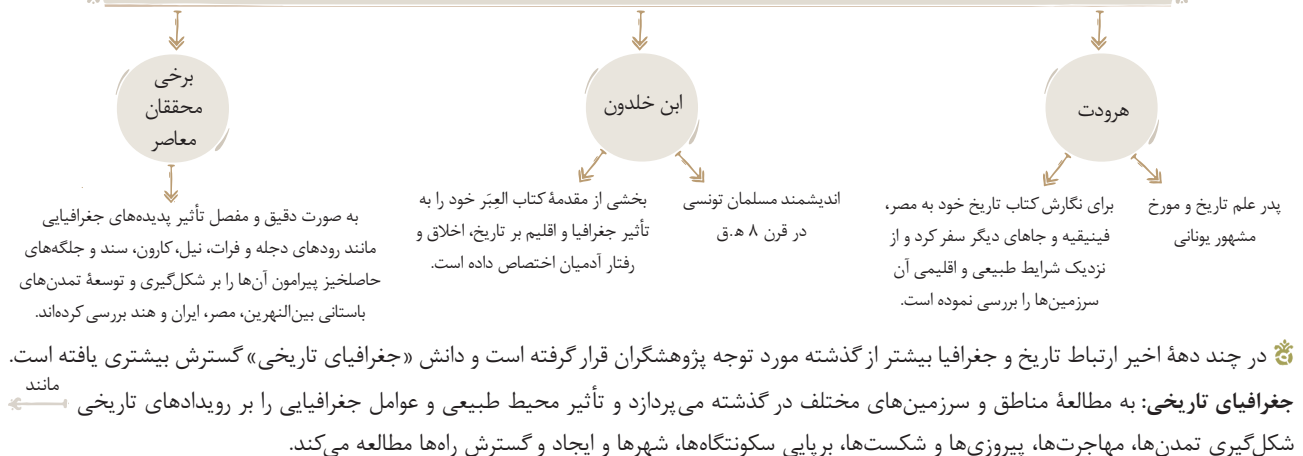 هرودت
پدر علم تاریخ و مورخ
مشهور یونانی
برای نگارش کتاب تاریخ خود به مصر،
فینیقیه و جاهای دیگر سفر کرد و از
نزدیک شرایط طبیعی و اقلیمی آن
سرزمین‌ها را بررسی نموده است.
ابن خلدون
اندیشمند مسلمان تونسی
در قرن ۸ ه.ق
بخشی از مقدمهٔ کتاب العِبَر خود را به
تأثیر جغرافیا و اقلیم بر تاریخ، اخلاق و
رفتار آدمیان اختصاص داده است.
برخی
محققان
معاصر
به صورت دقیق و مفصل تأثیر پدیده‌های جغرافیایی
مانند رودهای دجله و فرات، نیل، کارون، سند و جلگه‌های
حاصلخیز پیرامون آن‌ها را بر شکل‌گیری و توسعهٔ تمدن‌های
باستانی بین‌النهرین، مصر، ایران و هند بررسی کرده‌اند.
در چند دههٔ اخیر ارتباط تاریخ و جغرافیا بیشتر از گذشته مورد توجه پژوهشگران قرار گرفته است و دانش «جغرافیای تاریخی» گسترش بیشتری یافته است.
جغرافیای تاریخی: به مطالعهٔ مناطق و سرزمین‌های مختلف در گذشته می‌پردازد و تأثیر محیط طبیعی و عوامل جغرافیایی را بر رویدادهای تاریخی مانند
شکل‌گیری تمدن‌ها، مهاجرت‌ها، پیروزی‌ها و شکست‌ها، برپایی سکونتگاه‌ها، شهرها و ایجاد و گسترش راه‌ها مطالعه می‌کند.